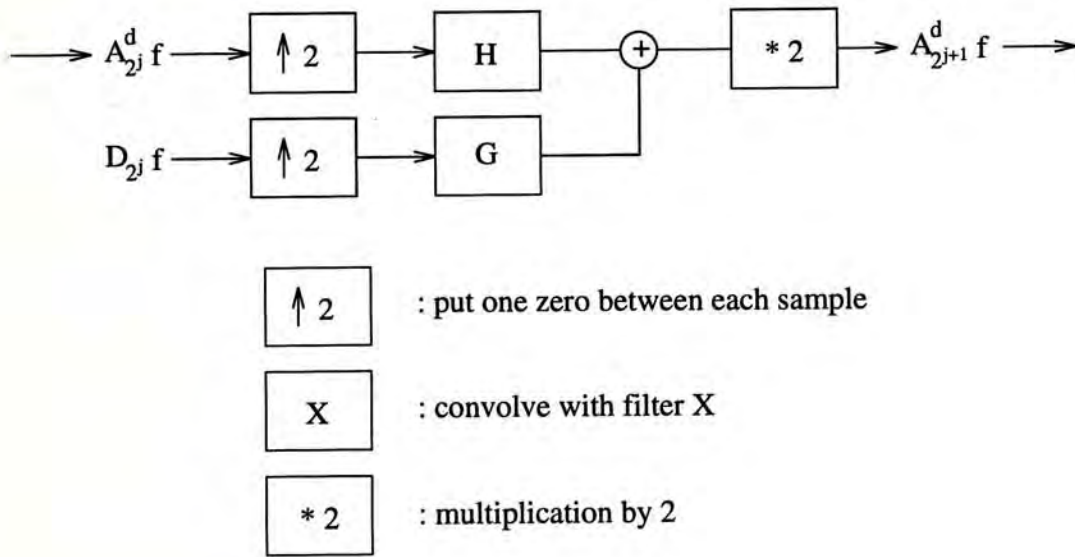 A^d_{2^j} f ↑ 2 H + * 2 A^d_{2^{j+1}} f
D_{2^j} f ↑ 2 G
↑ 2 : put one zero between each sample
X : convolve with filter X
* 2 : multiplication by 2